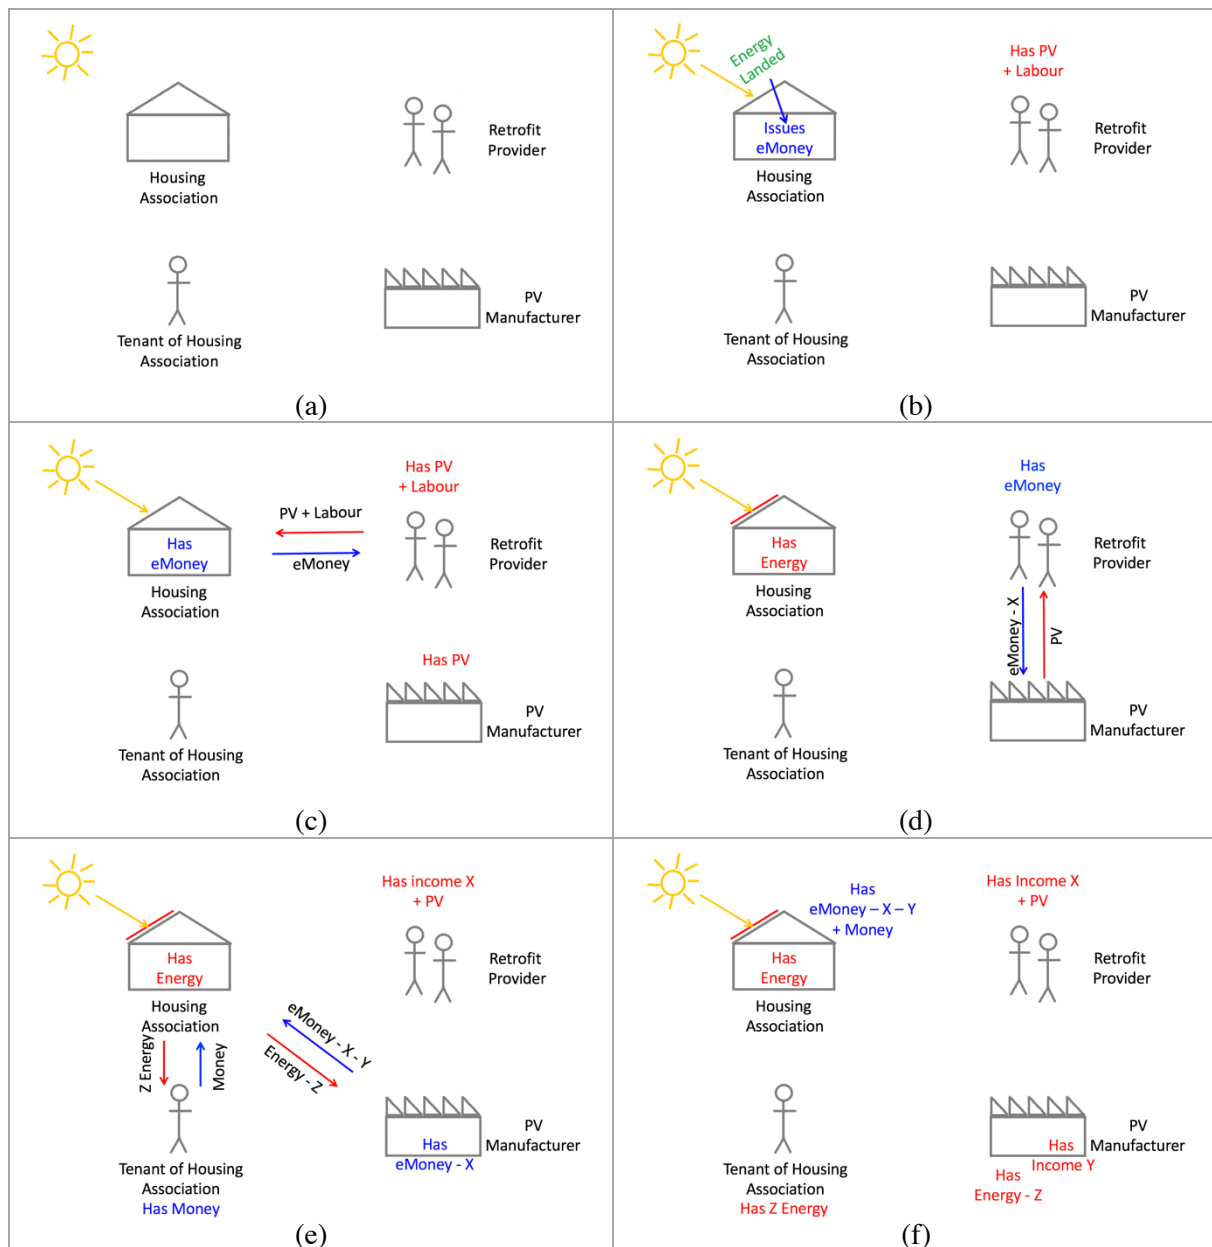 Housing
Association
Retrofit
Provider
Tenant of Housing
Association
PV
Manufacturer
(a)
Energy
Landed
Issues
eMoney
Housing
Association
Has PV
+ Labour
Retrofit
Provider
Tenant of Housing
Association
PV
Manufacturer
(b)
Has
eMoney
Housing
Association
PV + Labour
eMoney
Has PV
+ Labour
Retrofit
Provider
Tenant of Housing
Association
Has PV
PV
Manufacturer
(c)
Has
Energy
Housing
Association
Has
eMoney
Retrofit
Provider
eMoney - X
PV
Tenant of Housing
Association
PV
Manufacturer
(d)
Has
Energy
Housing
Association
Has income X
+ PV
Retrofit
Provider
Z Energy
Money
eMoney - X - Y
Energy - Z
Tenant of Housing
Association
Has Money
Has
eMoney - X
PV
Manufacturer
(e)
Has
Energy
Housing
Association
Has
eMoney – X – Y
+ Money
Has Income X
+ PV
Retrofit
Provider
Tenant of Housing
Association
Has Z Energy
PV
Manufacturer
Has
Income Y
Has
Energy - Z
(f)